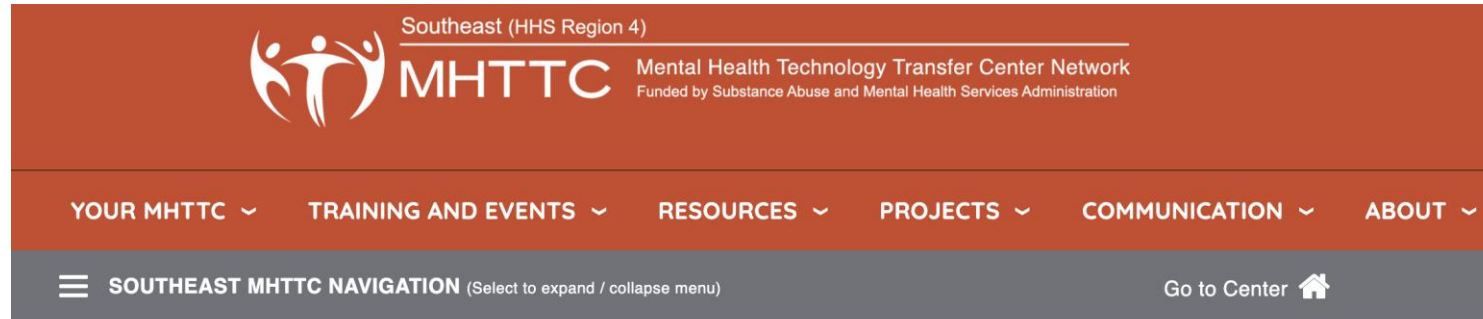 Southeast (HHS Region 4)
MHTTC
Mental Health Technology Transfer Center Network
Funded by Substance Abuse and Mental Health Services Administration
YOUR MHTTC TRAINING AND EVENTS RESOURCES PROJECTS COMMUNICATION ABOUT
SOUTHEAST MHTTC NAVIGATION (Select to expand / collapse menu) Go to Center